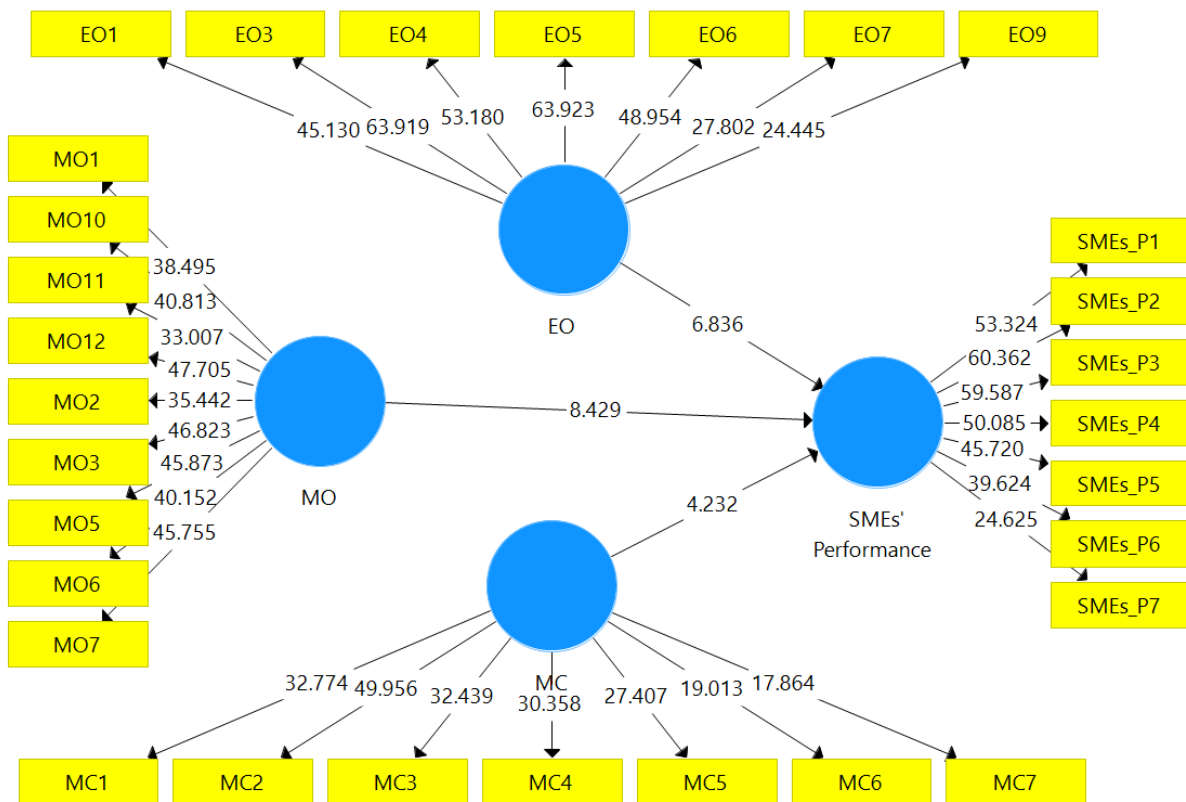 EO1 EO3 EO4 EO5 EO6 EO7 EO9
45.130 63.919 53.180 63.923 48.954 27.802 24.445
MO1
MO10
MO11
MO12
MO2
MO3
MO5
MO6
MO7
38.495
40.813
33.007
47.705
35.442
46.823
45.873
40.152
45.755
EO
6.836
MO
8.429
4.232
SMEs'
Performance
53.324
60.362
59.587
50.085
45.720
39.624
24.625
SMEs_P1
SMEs_P2
SMEs_P3
SMEs_P4
SMEs_P5
SMEs_P6
SMEs_P7
MC
32.774 49.956 32.439 30.358 27.407 19.013 17.864
MC1 MC2 MC3 MC4 MC5 MC6 MC7